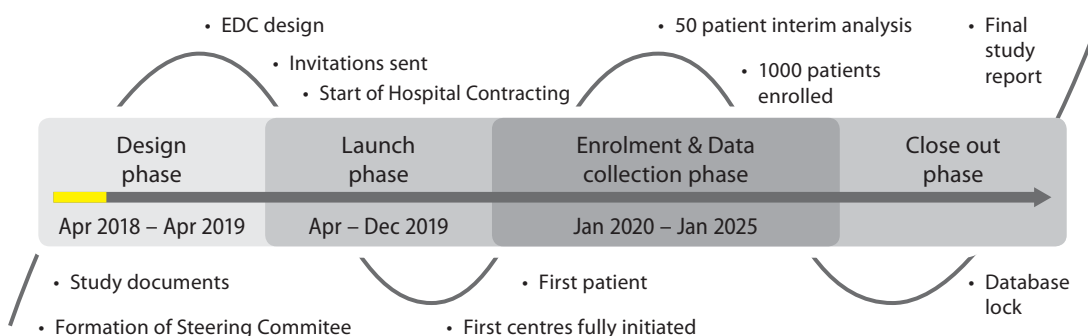 • EDC design
• Invitations sent
• Start of Hospital Contracting
• 50 patient interim analysis
• 1000 patients
enrolled
• Final
study
report
Design
phase
Launch
phase
Enrolment & Data
collection phase
Close out
phase
Apr 2018 – Apr 2019
Apr – Dec 2019
Jan 2020 – Jan 2025
• Study documents
• Formation of Steering Commitee
• First patient
• First centres fully initiated
• Database
lock